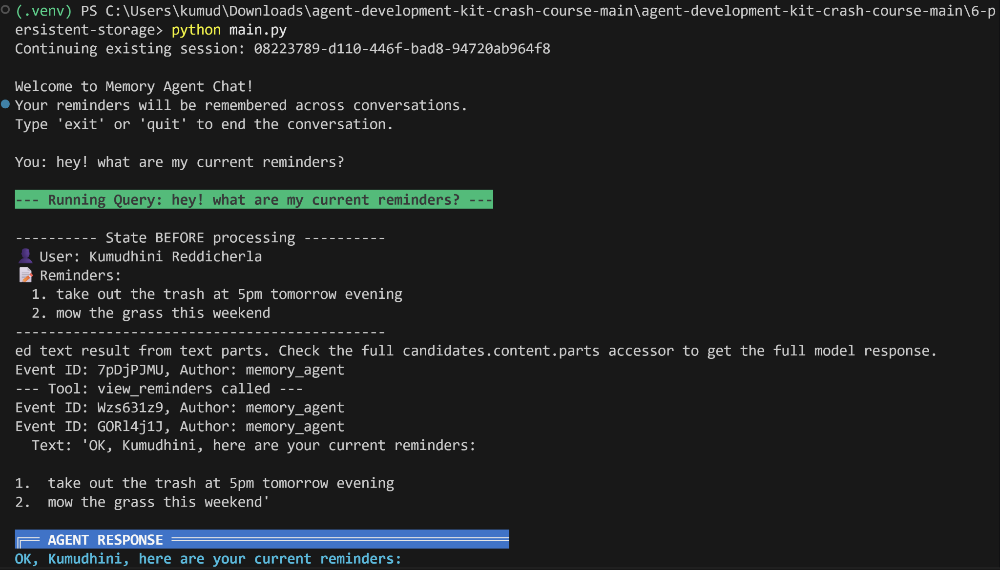 (.venv) PS C:\Users\kumud\Downloads\agent-development-kit-crash-course-main\agent-development-kit-crash-course-main\6-p
ersistent-storage> python main.py
Continuing existing session: 08223789-d110-446f-bad8-94720ab964f8
Welcome to Memory Agent Chat!
Your reminders will be remembered across conversations.
Type 'exit' or 'quit' to end the conversation.
You: hey! what are my current reminders?
--- Running Query: hey! what are my current reminders? ---
---------- State BEFORE processing ----------
👤 User: Kumudhini Reddicherla
📝 Reminders:
1. take out the trash at 5pm tomorrow evening
2. mow the grass this weekend
---------------------------------------------
ed text result from text parts. Check the full candidates.content.parts accessor to get the full model response.
Event ID: 7pDjPJMU, Author: memory_agent
--- Tool: view_reminders called ---
Event ID: Wzs631z9, Author: memory_agent
Event ID: GORl4j1J, Author: memory_agent
Text: 'OK, Kumudhini, here are your current reminders:
1.  take out the trash at 5pm tomorrow evening
2.  mow the grass this weekend'
╔══ AGENT RESPONSE ═════════════════════════════════════════
OK, Kumudhini, here are your current reminders: